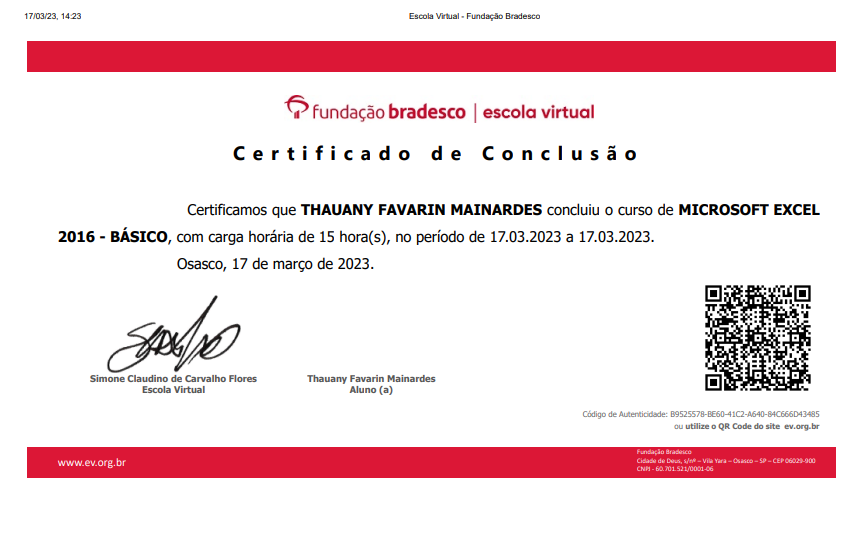 17/03/23, 14:23
Escola Virtual - Fundação Bradesco
fundação bradesco | escola virtual
Certificado de Conclusão
Certificamos que THAUANY FAVARIN MAINARDES concluiu o curso de MICROSOFT EXCEL
2016 - BÁSICO, com carga horária de 15 hora(s), no período de 17.03.2023 a 17.03.2023.
Osasco, 17 de março de 2023.
Simone Claudino de Carvalho Flores
Escola Virtual
Thauany Favarin Mainardes
Aluno (a)
Código de Autenticidade: B9525578-BE60-41C2-A640-84C666D43485
ou utilize o QR Code do site ev.org.br
www.ev.org.br
Fundação Bradesco
Cidade de Deus, s/nº – Vila Yara – Osasco – SP – CEP 06029-900
CNPJ - 60.701.521/0001-06